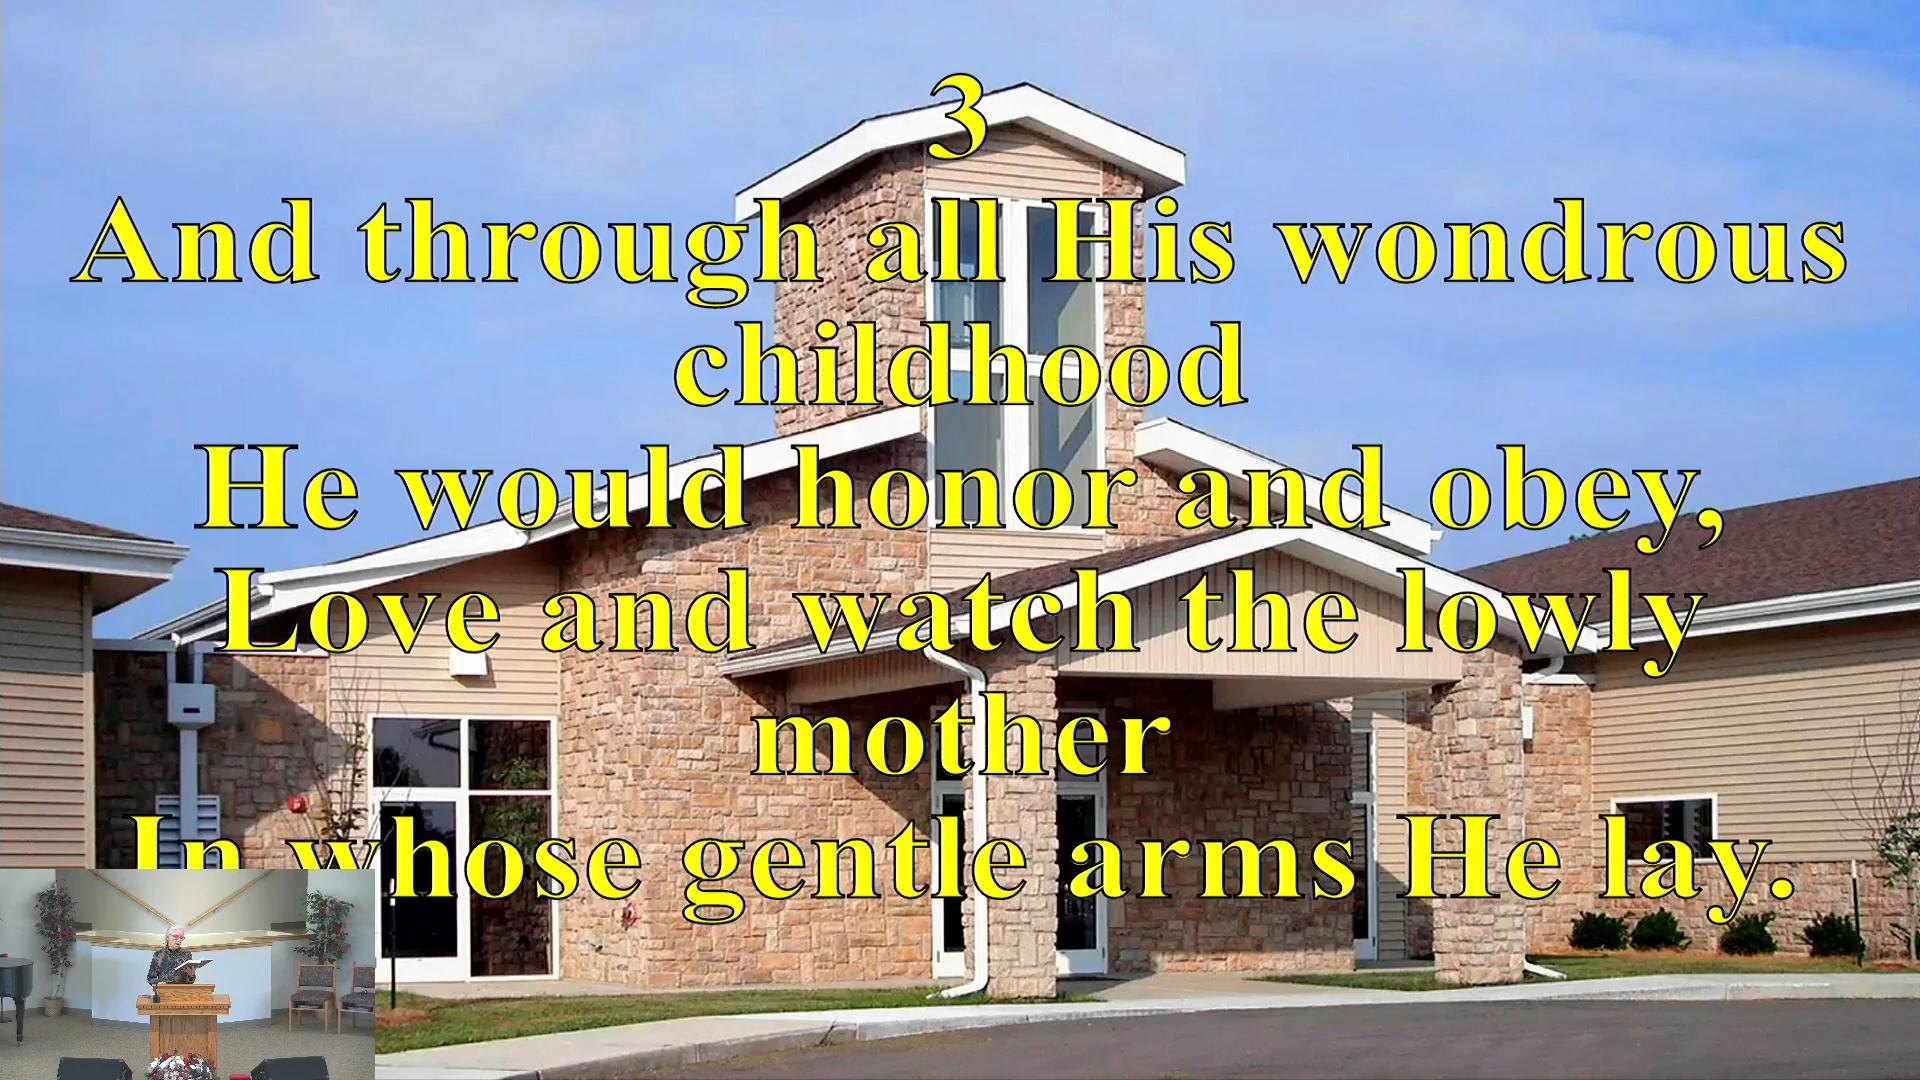 3
And through all His wondrous
childhood
He would honor and obey,
Love and watch the lowly
mother
In whose gentle arms He lay.